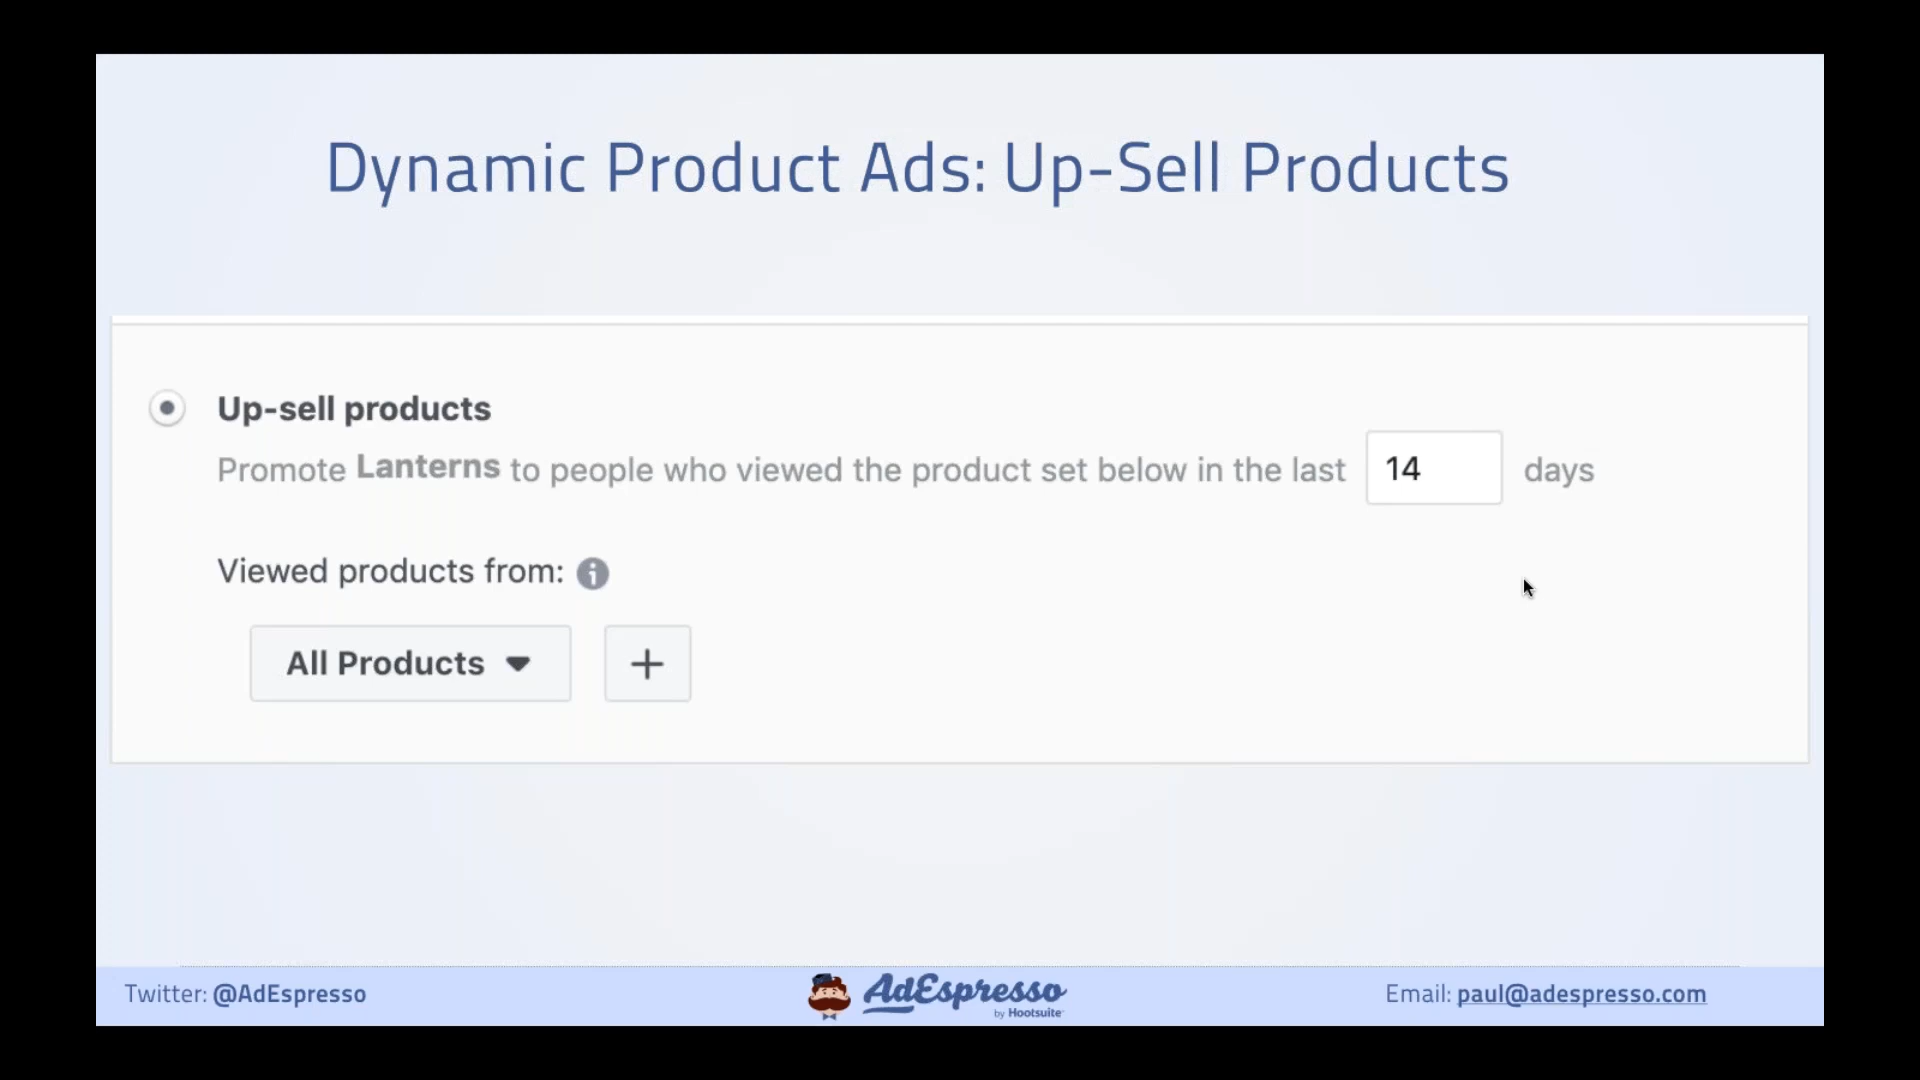 Dynamic Product Ads: Up-Sell Products
Up-sell products
Promote Lanterns to people who viewed the product set below in the last 14 days
Viewed products from:
All Products
Twitter: @AdEspresso
AdEspresso
by Hootsuite
Email: paul@adespresso.com